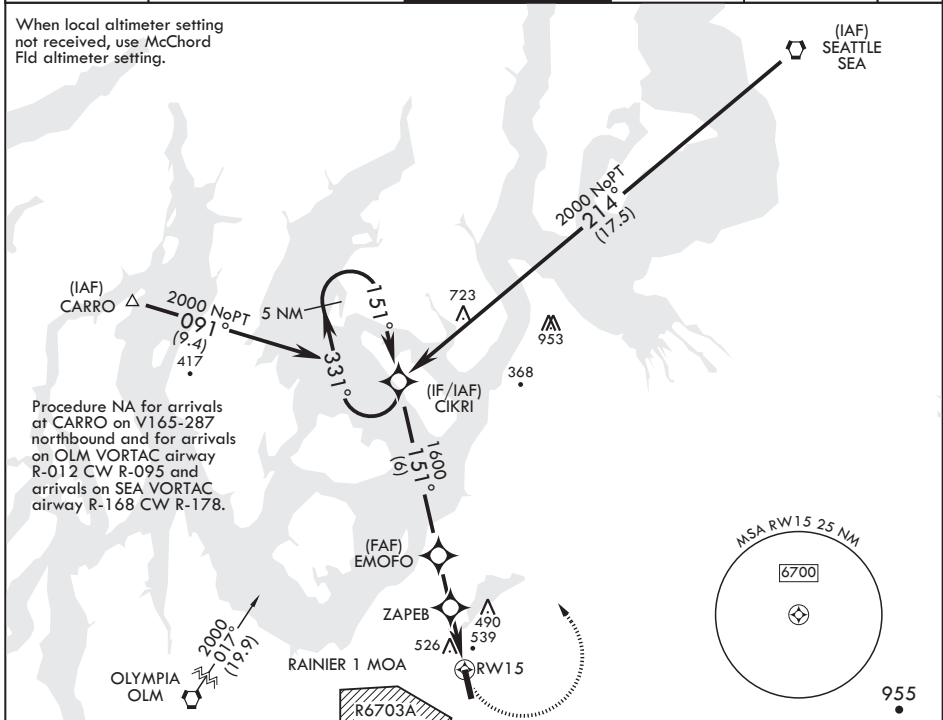 When local altimeter setting
not received, use McChord
Fld altimeter setting.
(IAF)
SEATTLE
SEA
2000 NoPT
214°
(17.5)
(IAF)
CARRO
2000 NoPT
091°
(9.4)
417
5 NM
151°
331°
723
953
368
(IF/IAF)
CIKRI
Procedure NA for arrivals
at CARRO on V165-287
northbound and for arrivals
on OLM VORTAC airway
R-012 CW R-095 and
arrivals on SEA VORTAC
airway R-168 CW R-178.
1600
151°
(6)
(FAF)
EMOFO
ZAPEB
490
539
526
RW15
MSA RW15 25 NM
6700
2000
017°
(19.9)
OLYMPIA
OLM
RAINIER 1 MOA
R6703A
955